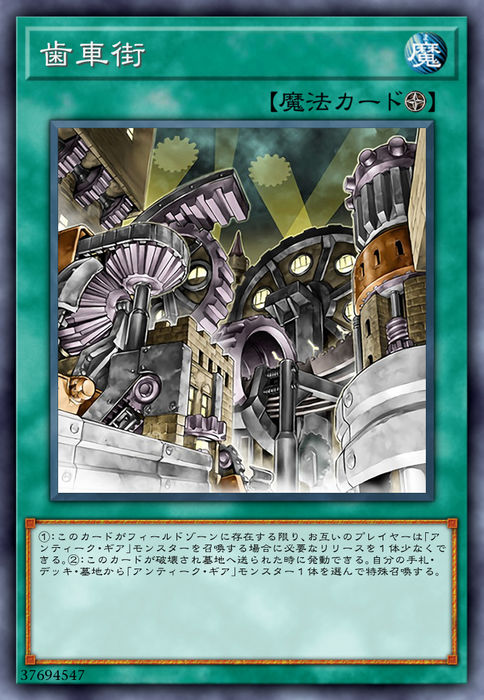 歯車街
魔
【魔法カード】
①:このカードがフィールドゾーンに存在する限り、お互いのプレイヤーは「ア
ンティーク・ギア」モンスターを召喚する場合に必要なリリースを1体少なくで
きる。②:このカードが破壊され墓地へ送られた時に発動できる。自分の手札・
デッキ・墓地から「アンティーク・ギア」モンスター1体を選んで特殊召喚する。
37694547